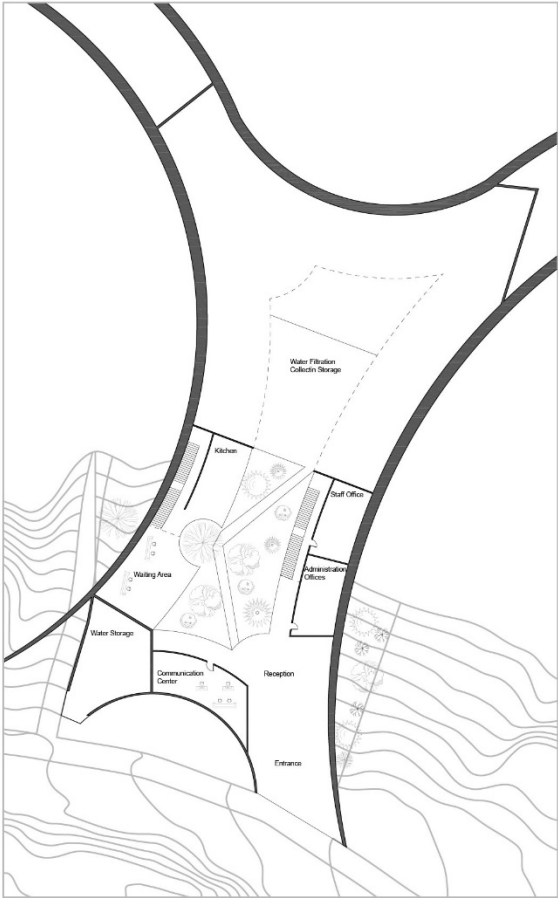 Water Filtration
Collectin Storage
Kitchen
Staff Office
Administration
Offices
Waiting Area
Water Storage
Communication
Center
Reception
Entrance